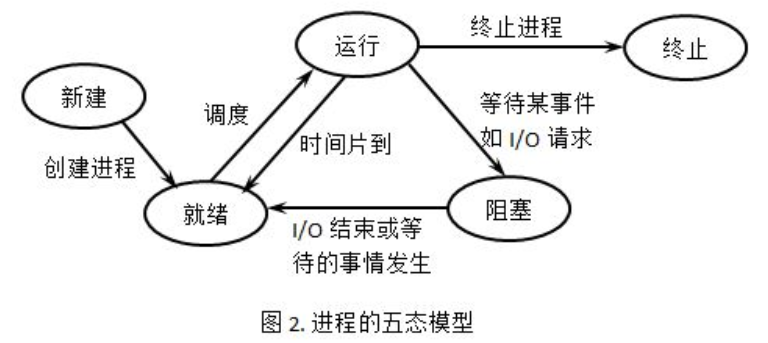 运行
终止进程
终止
新建
调度
等待某事件
如 I/O 请求
时间片到
创建进程
就绪
阻塞
I/O 结束或等
待的事情发生
图 2. 进程的五态模型